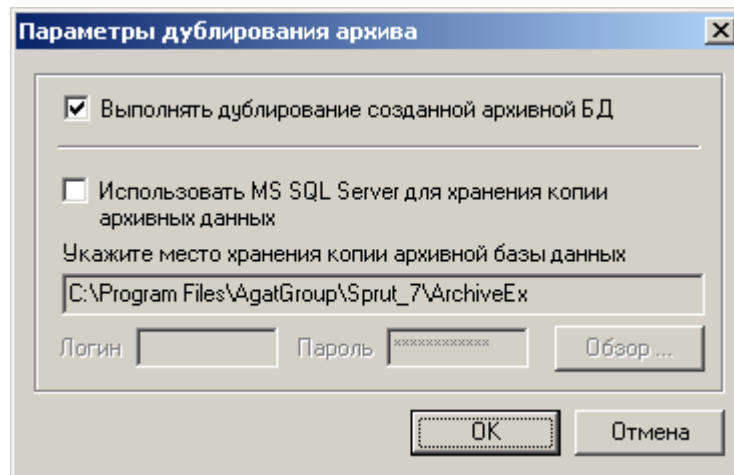 Параметры дублирования архива
Выполнять дублирование созданной архивной БД
Использовать MS SQL Server для хранения копии
архивных данных
Укажите место хранения копии архивной базы данных
C:\Program Files\AgatGroup\Sprut_7\ArchiveEx
Логин Пароль ************ Обзор ...
OK Отмена